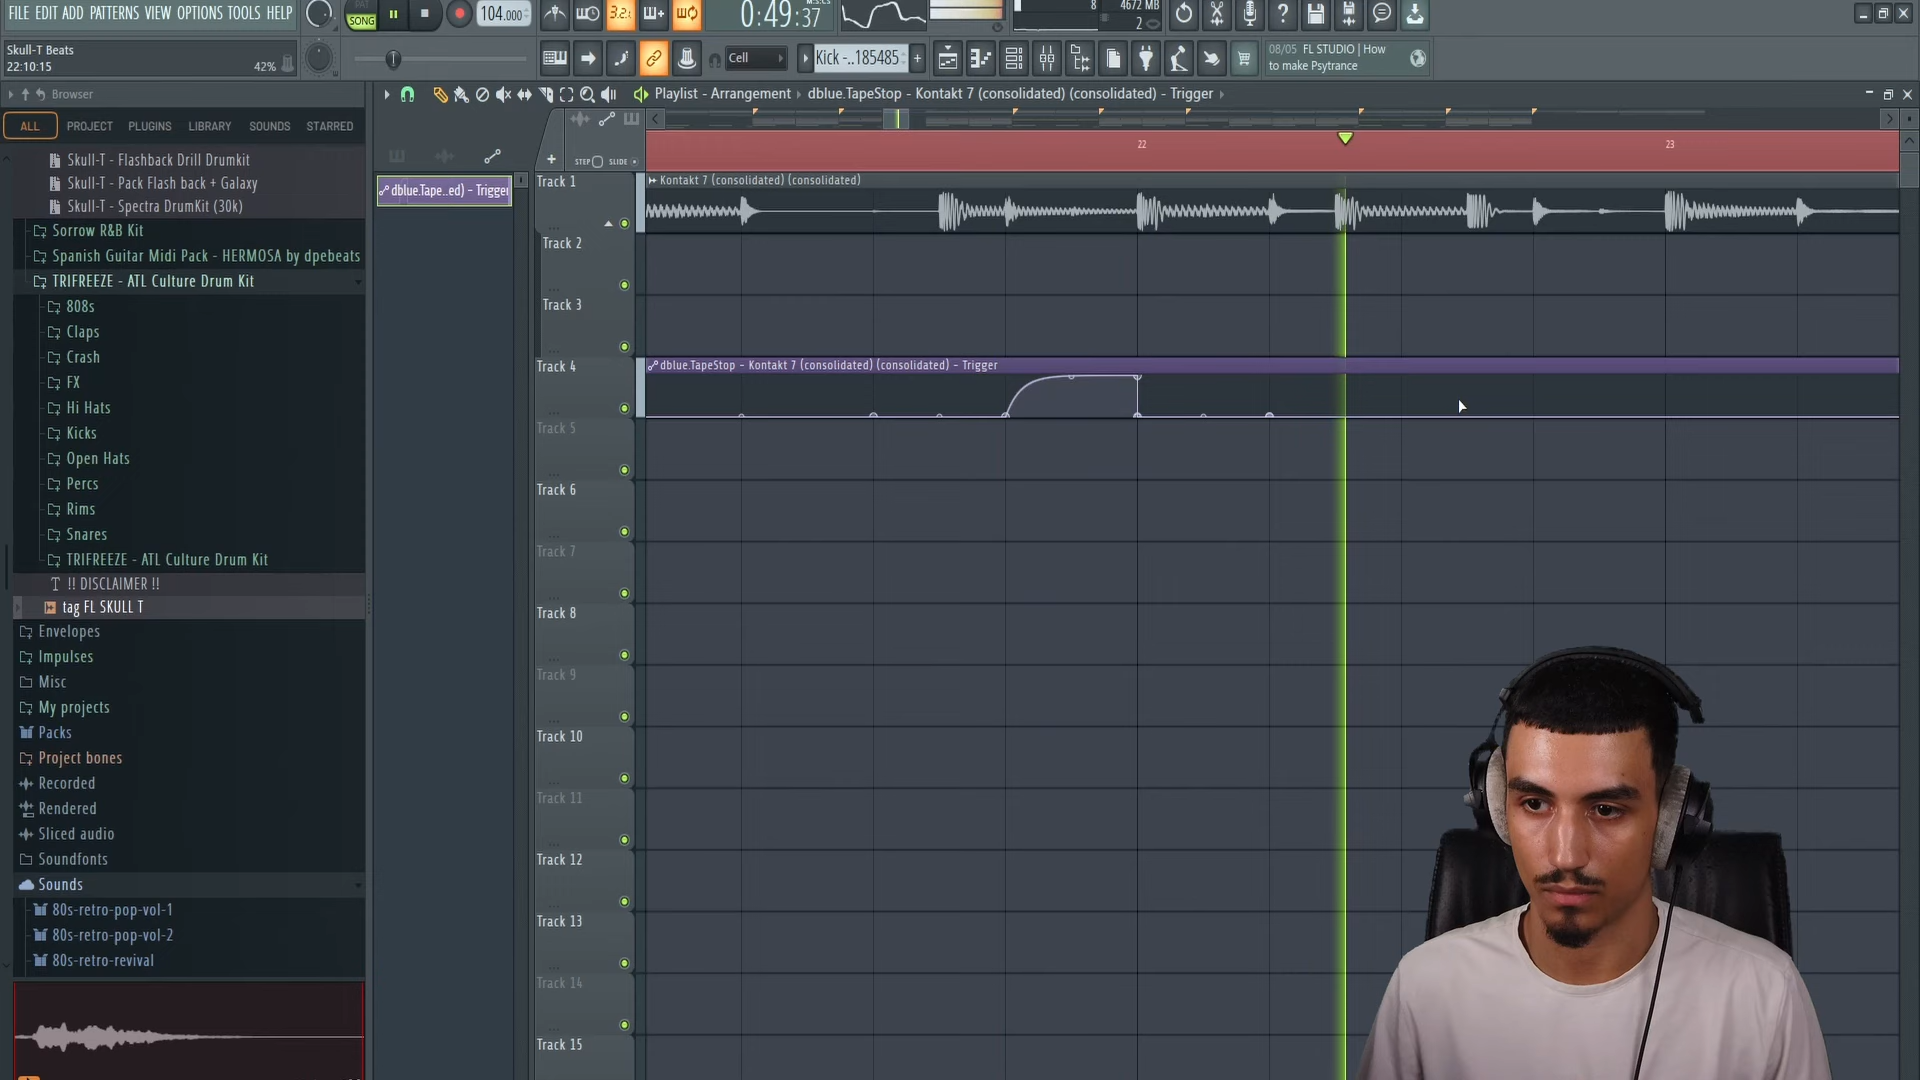 FILE EDIT ADD PATTERNS VIEW OPTIONS TOOLS HELP
PAT
SONG
104.000
3.2.
0:49:37
M:S:CS
8
4672 MB
2
Skull-T Beats
22:10:15
42%
Cell
Kick -..185485
08/05 FL STUDIO | How
to make Psytrance
Browser
Playlist - Arrangement › dblue.TapeStop - Kontakt 7 (consolidated) (consolidated) - Trigger ›
ALL
PROJECT
PLUGINS
LIBRARY
SOUNDS
STARRED
STEP
SLIDE
22
23
Skull-T - Flashback Drill Drumkit
Skull-T - Pack Flash back + Galaxy
Skull-T - Spectra DrumKit (30k)
Sorrow R&B Kit
Spanish Guitar Midi Pack - HERMOSA by dpebeats
TRIFREEZE - ATL Culture Drum Kit
808s
Claps
Crash
FX
Hi Hats
Kicks
Open Hats
Percs
Rims
Snares
TRIFREEZE - ATL Culture Drum Kit
!! DISCLAIMER !!
tag FL SKULL T
Envelopes
Impulses
Misc
My projects
Packs
Project bones
Recorded
Rendered
Sliced audio
Soundfonts
Sounds
80s-retro-pop-vol-1
80s-retro-pop-vol-2
80s-retro-revival
dblue.Tape..ed) - Trigger
Track 1
Kontakt 7 (consolidated) (consolidated)
Track 2
Track 3
Track 4
dblue.TapeStop - Kontakt 7 (consolidated) (consolidated) - Trigger
Track 5
Track 6
Track 7
Track 8
Track 9
Track 10
Track 11
Track 12
Track 13
Track 14
Track 15